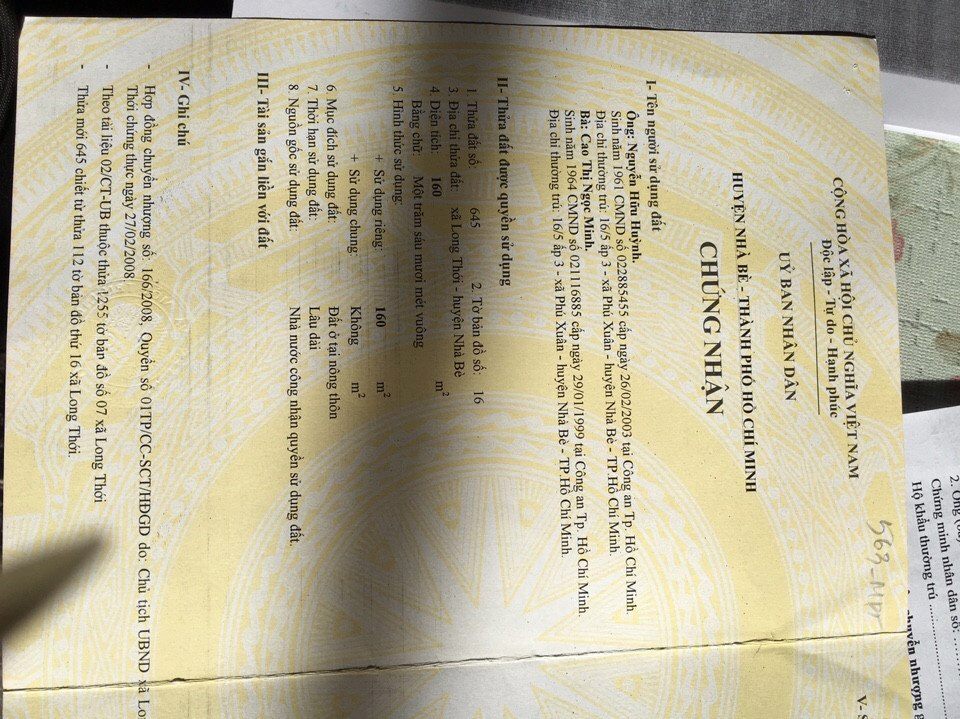 CỘNG HÒA XÃ HỘI CHỦ NGHĨA VIỆT NAM
Độc lập - Tự do - Hạnh phúc
UỶ BAN NHÂN DÂN
HUYỆN NHÀ BÈ - THÀNH PHỐ HỒ CHÍ MINH
CHỨNG NHẬN
I- Tên người sử dụng đất
Ông: Nguyễn Hữu Huỳnh.
Sinh năm 1961 CMND số 022885455 cấp ngày 26/02/2003 tại Công an Tp. Hồ Chí Minh.
Địa chỉ thường trú: 16/5 ấp 3 - xã Phú Xuân - huyện Nhà Bè - TP.Hồ Chí Minh.
Bà: Cao Thị Ngọc Minh.
Sinh năm 1964 CMND số 021116885 cấp ngày 29/01/1999 tại Công an Tp. Hồ Chí Minh.
Địa chỉ thường trú: 16/5 ấp 3 - xã Phú Xuân - huyện Nhà Bè - TP.Hồ Chí Minh.
II- Thửa đất được quyền sử dụng
1. Thửa đất số: 645 2. Tờ bản đồ số: 16
3. Địa chỉ thửa đất: xã Long Thới - huyện Nhà Bè
4. Diện tích: 160 m²
Bằng chữ: Một trăm sáu mươi mét vuông
5. Hình thức sử dụng:
+ Sử dụng riêng: 160 m²
+ Sử dụng chung: Không m²
6. Mục đích sử dụng đất: Đất ở tại nông thôn
7. Thời hạn sử dụng đất: Lâu dài
8. Nguồn gốc sử dụng đất: Nhà nước công nhận quyền sử dụng đất.
III- Tài sản gắn liền với đất
IV- Ghi chú
- Hợp đồng chuyển nhượng số: 166/2008, Quyển số 01TP/CC-SCT/HĐGD do: Chủ tịch UBND xã Lo
Thới chứng thực ngày 27/02/2008
- Theo tài liệu 02/CT-UB thuộc thửa 1255 tờ bản đồ số 07 xã Long Thới
- Thửa mới 645 chiết từ thửa 112 tờ bản đồ thứ 16 xã Long Thới.
V- S
2. Ông (bà)
Chứng minh nhân dân số:
Hộ khẩu thường trú
chuyển nhượng